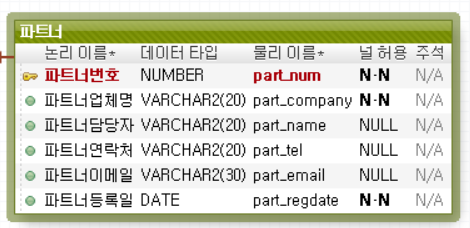 파트너
논리 이름* 데이터 타입 물리 이름* 널 허용 주석
파트너번호 NUMBER part_num N-N N/A
파트너업체명 VARCHAR2(20) part_company N-N N/A
파트너담당자 VARCHAR2(20) part_name NULL N/A
파트너연락처 VARCHAR2(20) part_tel NULL N/A
파트너이메일 VARCHAR2(30) part_email NULL N/A
파트너등록일 DATE part_regdate N-N N/A